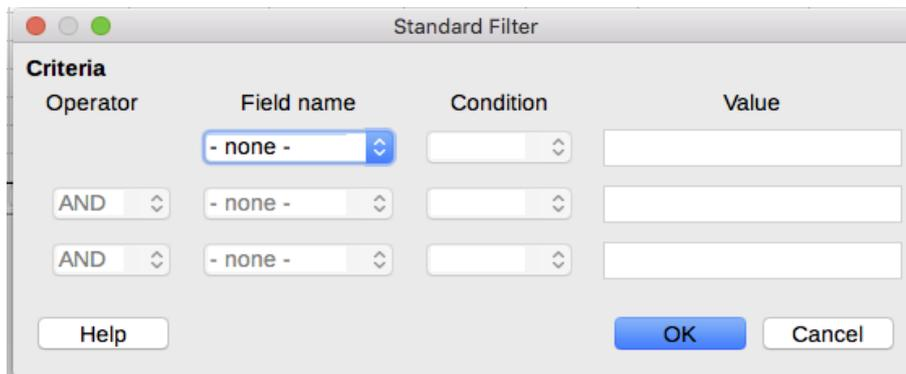 Standard Filter
Criteria
Operator Field name Condition Value
- none -
AND - none -
AND - none -
Help OK Cancel